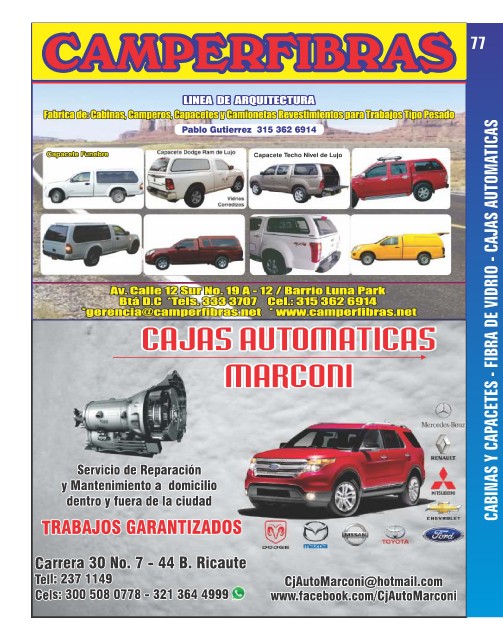 CAMPERFIBRAS
LINEA DE ARQUITECTURA
Fabrica de: Cabinas, Camperos, Capacetes y Camionetas Revestimientos para Trabajos Tipo Pesado
Pablo Gutierrez 315 362 6914
Capacete Funebre
Capacete Dodge Ram de Lujo
Vidrios
Corredizos
Capacete Techo Nivel de Lujo
Av. Calle 12 Sur No. 19 A - 12 / Barrio Luna Park
Btá D.C *Tels. 333 3707 Cel.: 315 362 6914
*gerencia@camperfibras.net * www.camperfibras.net
CAJAS AUTOMATICAS
MARCONI
Servicio de Reparación
y Mantenimiento a domicilio
dentro y fuera de la ciudad
TRABAJOS GARANTIZADOS
Mercedes-Benz
RENAULT
MITSUBISHI
CHEVROLET
DODGE
mazda
NISSAN
TOYOTA
Ford
Carrera 30 No. 7 - 44 B. Ricaute
Tell: 237 1149
Cels: 300 508 0778 - 321 364 4999
CjAutoMarconi@hotmail.com
www.facebook.com/CjAutoMarconi
77
CABINAS Y CAPACETES - FIBRA DE VIDRIO - CAJAS AUTOMATICAS